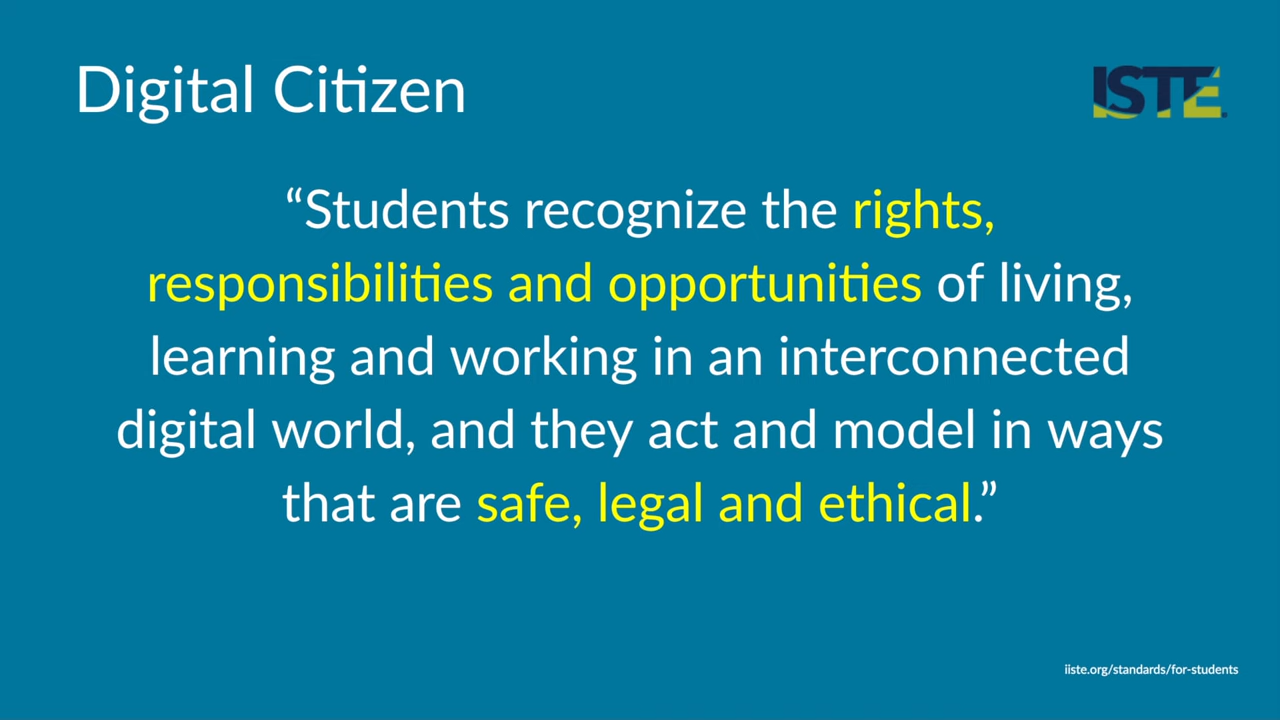 Digital Citizen
ISTE
“Students recognize the rights,
responsibilities and opportunities of living,
learning and working in an interconnected
digital world, and they act and model in ways
that are safe, legal and ethical.”
iiste.org/standards/for-students